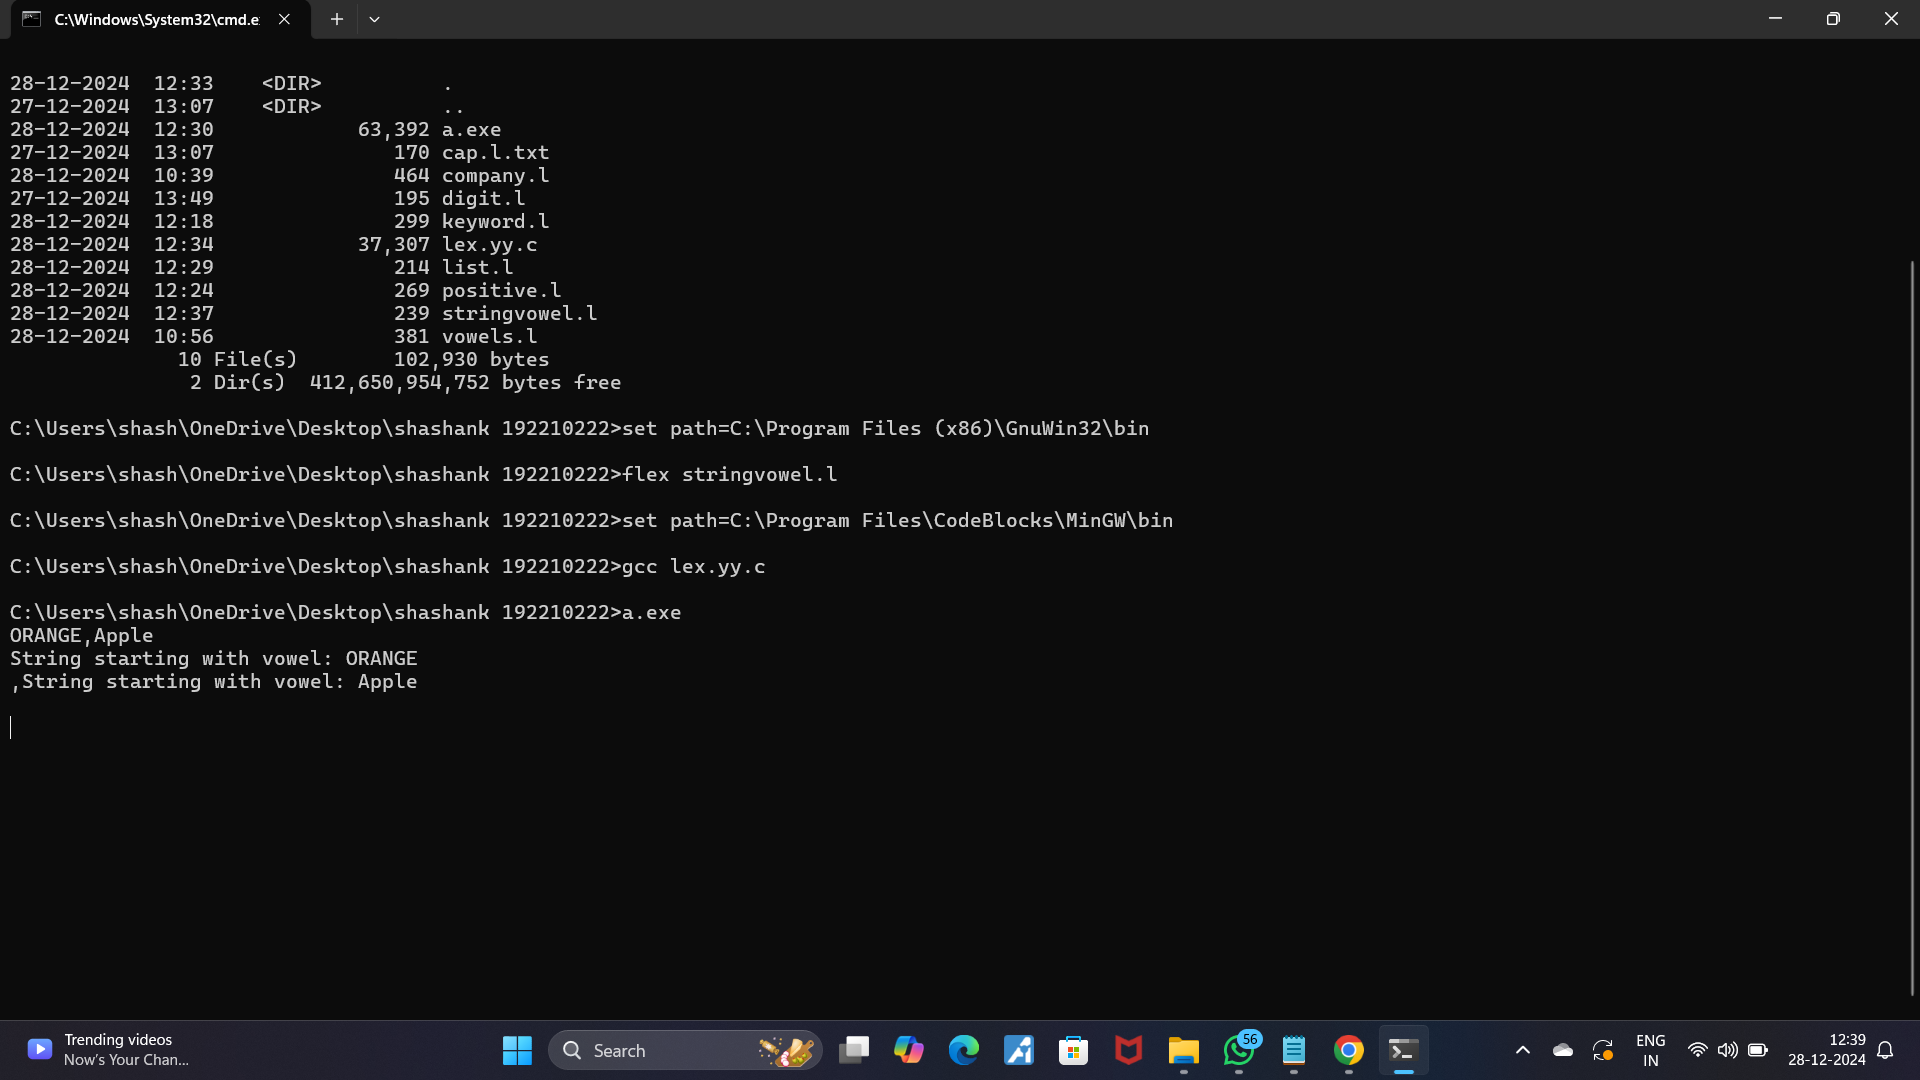 C:\Windows\System32\cmd.e
28-12-2024  12:33    <DIR>          .
27-12-2024  13:07    <DIR>          ..
28-12-2024  12:30            63,392 a.exe
27-12-2024  13:07               170 cap.l.txt
28-12-2024  10:39               464 company.l
27-12-2024  13:49               195 digit.l
28-12-2024  12:18               299 keyword.l
28-12-2024  12:34            37,307 lex.yy.c
28-12-2024  12:29               214 list.l
28-12-2024  12:24               269 positive.l
28-12-2024  12:37               239 stringvowel.l
28-12-2024  10:56               381 vowels.l
              10 File(s)        102,930 bytes
               2 Dir(s)  412,650,954,752 bytes free
C:\Users\shash\OneDrive\Desktop\shashank 192210222>set path=C:\Program Files (x86)\GnuWin32\bin
C:\Users\shash\OneDrive\Desktop\shashank 192210222>flex stringvowel.l
C:\Users\shash\OneDrive\Desktop\shashank 192210222>set path=C:\Program Files\CodeBlocks\MinGW\bin
C:\Users\shash\OneDrive\Desktop\shashank 192210222>gcc lex.yy.c
C:\Users\shash\OneDrive\Desktop\shashank 192210222>a.exe
ORANGE,Apple
String starting with vowel: ORANGE
,String starting with vowel: Apple
Trending videos
Now's Your Chan...
Search
56
ENG
IN
12:39
28-12-2024